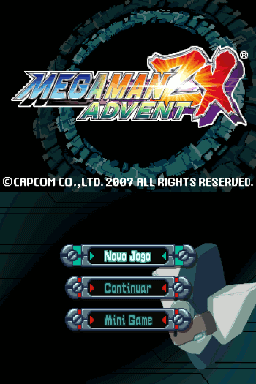 MEGAMAN ZX®
ADVENT
©CAPCOM CO.,LTD. 2007 ALL RIGHTS RESERVED.
Novo Jogo
Continuar
Mini Game